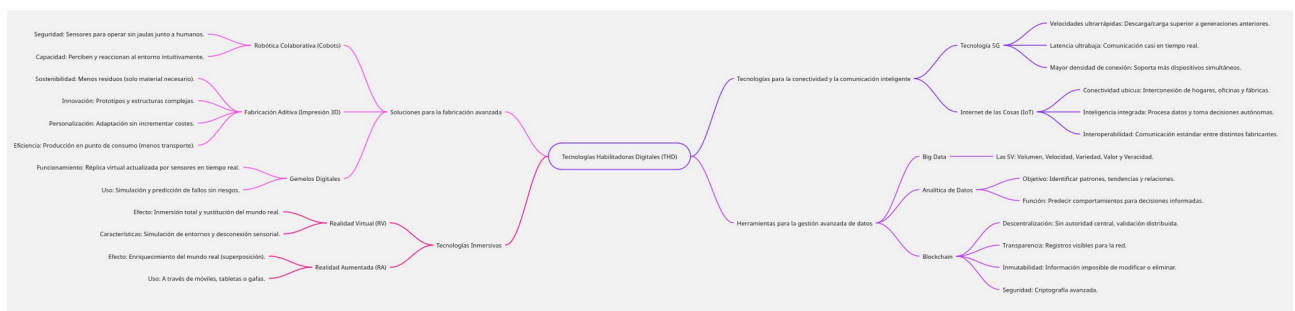 Tecnologías Habilitadoras Digitales (THD)
Tecnologías para la conectividad y la comunicación inteligente
Tecnología 5G
Velocidades ultrarrápidas: Descarga/carga superior a generaciones anteriores.
Latencia ultrabaja: Comunicación casi en tiempo real.
Mayor densidad de conexión: Soporta más dispositivos simultáneos.
Internet de las Cosas (IoT)
Conectividad ubicua: Interconexión de hogares, oficinas y fábricas.
Inteligencia integrada: Procesa datos y toma decisiones autónomas.
Interoperabilidad: Comunicación estándar entre distintos fabricantes.
Herramientas para la gestión avanzada de datos
Big Data
Las 5V: Volumen, Velocidad, Variedad, Valor y Veracidad.
Analítica de Datos
Objetivo: Identificar patrones, tendencias y relaciones.
Función: Predecir comportamientos para decisiones informadas.
Blockchain
Descentralización: Sin autoridad central, validación distribuida.
Transparencia: Registros visibles para la red.
Inmutabilidad: Información imposible de modificar o eliminar.
Seguridad: Criptografía avanzada.
Soluciones para la fabricación avanzada
Robótica Colaborativa (Cobots)
Seguridad: Sensores para operar sin jaulas junto a humanos.
Capacidad: Perciben y reaccionan al entorno intuitivamente.
Fabricación Aditiva (Impresión 3D)
Sostenibilidad: Menos residuos (solo material necesario).
Innovación: Prototipos y estructuras complejas.
Personalización: Adaptación sin incrementar costes.
Eficiencia: Producción en punto de consumo (menos transporte).
Gemelos Digitales
Funcionamiento: Réplica virtual actualizada por sensores en tiempo real.
Uso: Simulación y predicción de fallos sin riesgos.
Tecnologías Inmersivas
Realidad Virtual (RV)
Efecto: Inmersión total y sustitución del mundo real.
Características: Simulación de entornos y desconexión sensorial.
Realidad Aumentada (RA)
Efecto: Enriquecimiento del mundo real (superposición).
Uso: A través de móviles, tabletas o gafas.